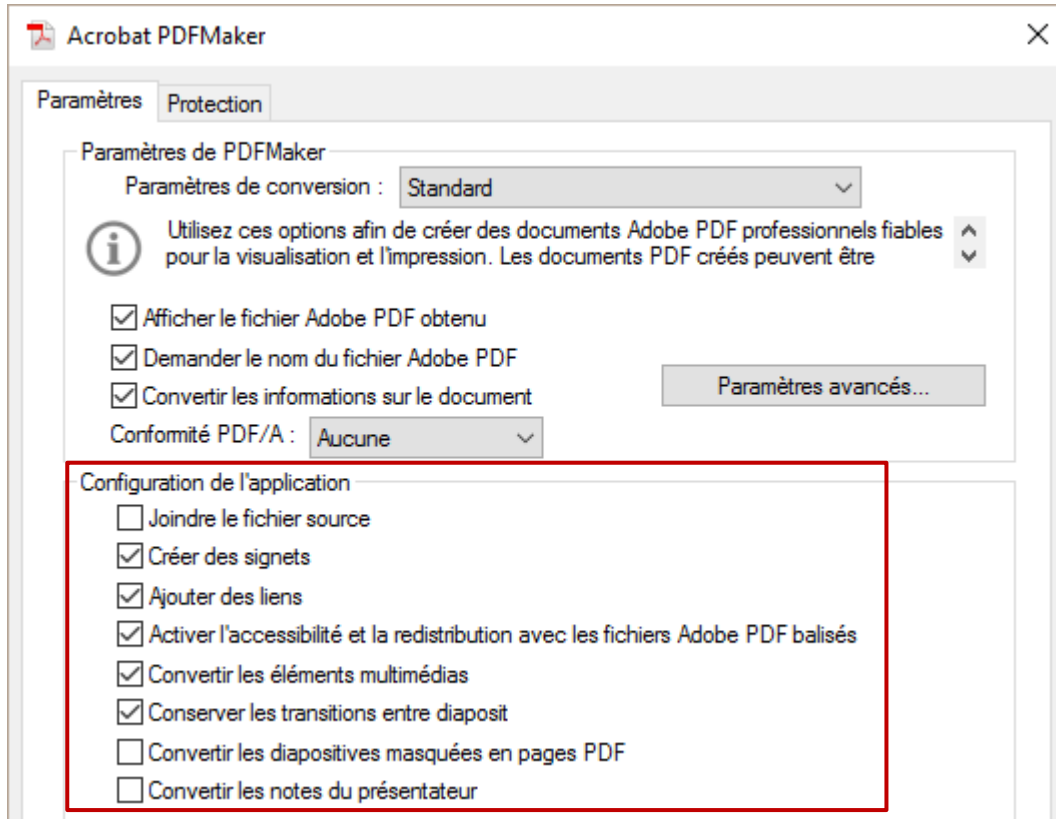 Acrobat PDFMaker
Paramètres
Protection
Paramètres de PDFMaker
Paramètres de conversion : Standard
Utilisez ces options afin de créer des documents Adobe PDF professionnels fiables
pour la visualisation et l'impression. Les documents PDF créés peuvent être
Afficher le fichier Adobe PDF obtenu
Demander le nom du fichier Adobe PDF
Convertir les informations sur le document
Paramètres avancés...
Conformité PDF/A : Aucune
Configuration de l'application
Joindre le fichier source
Créer des signets
Ajouter des liens
Activer l'accessibilité et la redistribution avec les fichiers Adobe PDF balisés
Convertir les éléments multimédias
Conserver les transitions entre diaposit
Convertir les diapositives masquées en pages PDF
Convertir les notes du présentateur